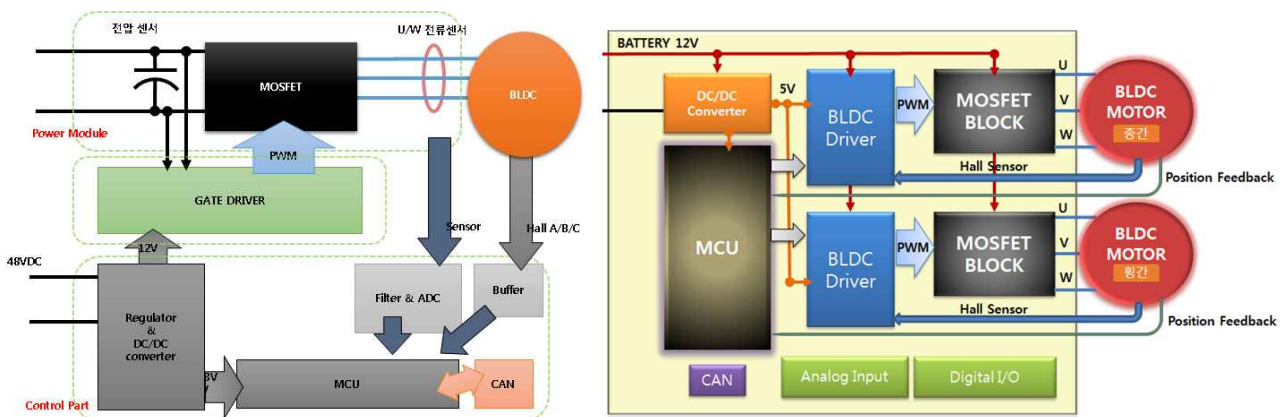 전압 센서
U/W 전류센서
MOSFET
BLDC
Power Module
PWM
GATE DRIVER
Sensor
Hall A/B/C
12V
48VDC
Filter & ADC
Buffer
Regulator
&
DC/DC
converter
MCU
CAN
Control Part
BATTERY 12V
DC/DC
Converter
5V
BLDC
Driver
PWM
MOSFET
BLOCK
U
V
W
BLDC
MOTOR
종간
Hall Sensor
Position Feedback
MCU
BLDC
Driver
PWM
MOSFET
BLOCK
U
V
W
BLDC
MOTOR
횡간
Hall Sensor
Position Feedback
CAN
Analog Input
Digital I/O